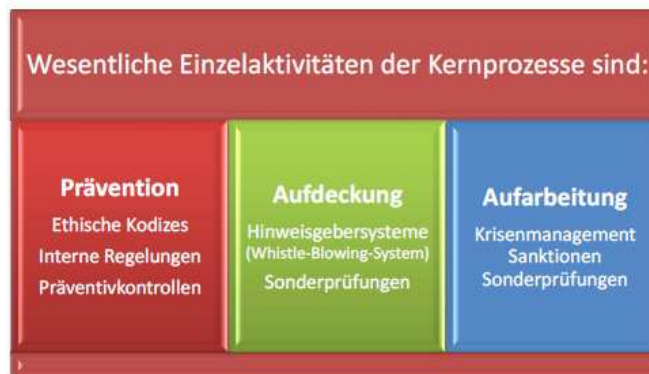 Wesentliche Einzelaktivitäten der Kernprozesse sind:
Prävention
Ethische Kodizes
Interne Regelungen
Präventivkontrollen
Aufdeckung
Hinweisgebersysteme
(Whistle-Blowing-System)
Sonderprüfungen
Aufarbeitung
Krisenmanagement
Sanktionen
Sonderprüfungen